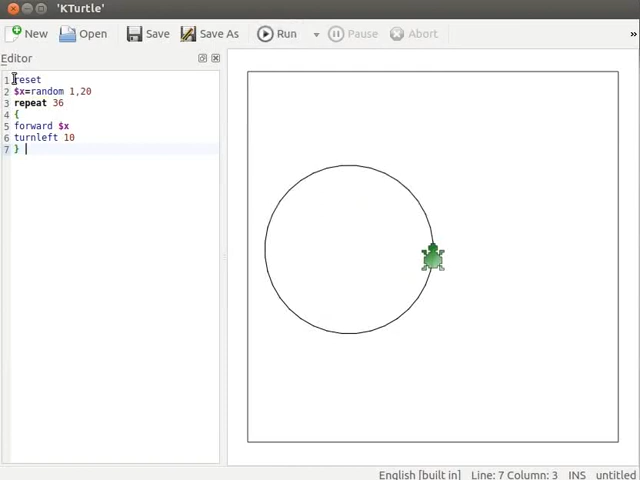 'KTurtle'
New Open Save Save As Run Pause Abort »
Editor
1 reset
2 $x=random 1,20
3 repeat 36
4 {
5 forward $x
6 turnleft 10
7 }
English [built in] Line: 7 Column: 3 INS untitled